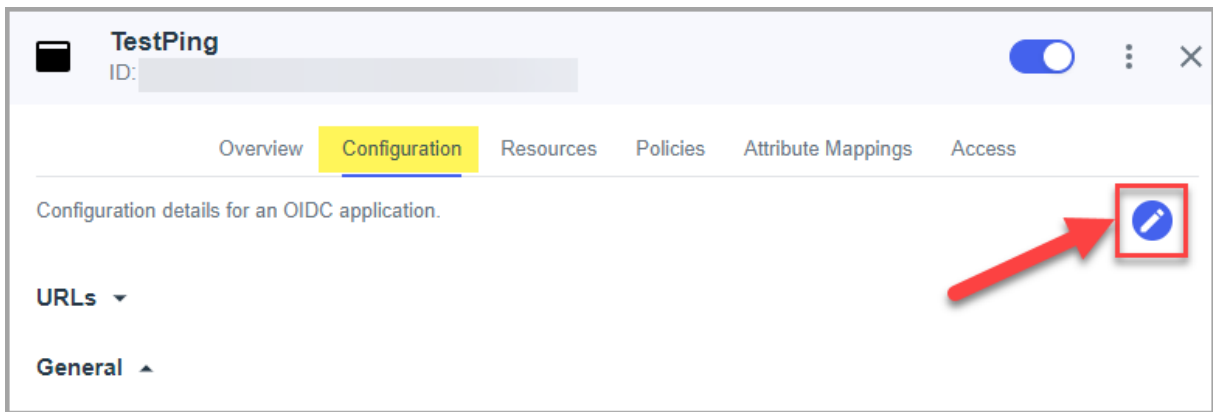 TestPing
ID:
Overview Configuration Resources Policies Attribute Mappings Access
Configuration details for an OIDC application.
URLs
General